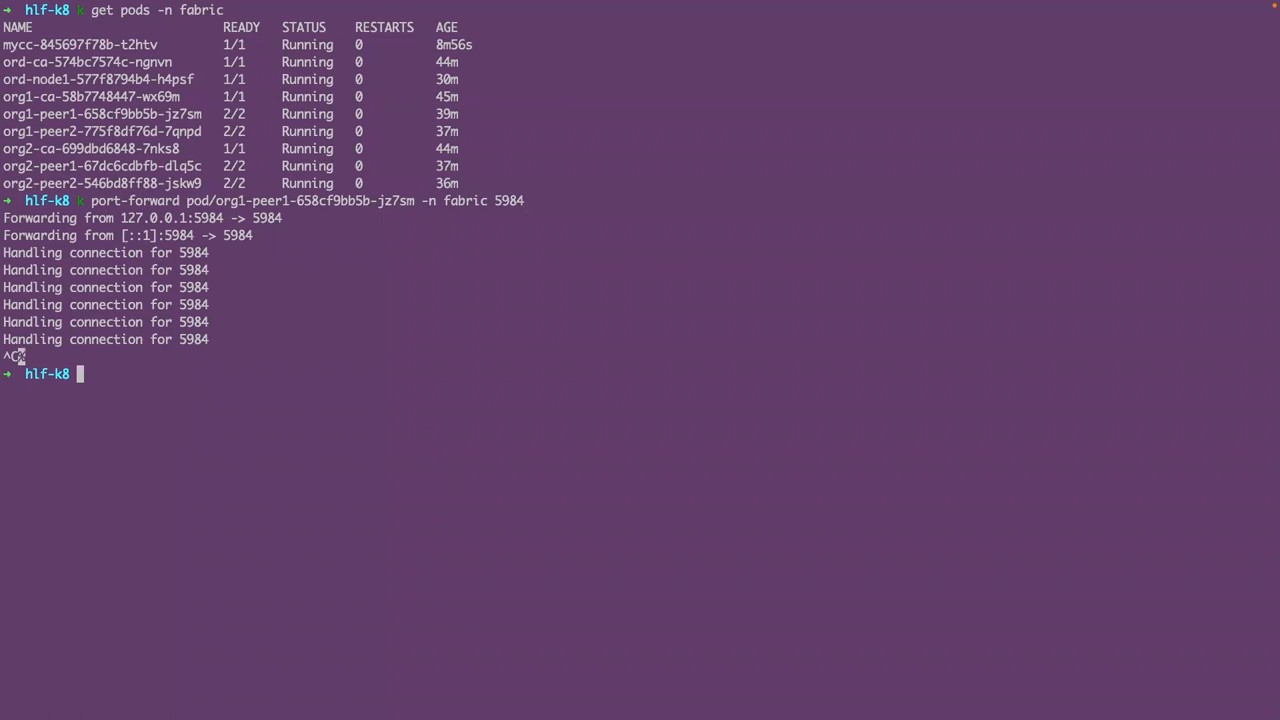 ➜  hlf-k8 k get pods -n fabric
NAME                          READY   STATUS    RESTARTS   AGE
mycc-845697f78b-t2htv         1/1     Running   0          8m56s
ord-ca-574bc7574c-ngnvn       1/1     Running   0          44m
ord-node1-577f8794b4-h4psf    1/1     Running   0          30m
org1-ca-58b7748447-wx69m      1/1     Running   0          45m
org1-peer1-658cf9bb5b-jz7sm   2/2     Running   0          39m
org1-peer2-775f8df76d-7qnpd   2/2     Running   0          37m
org2-ca-699dbd6848-7nks8      1/1     Running   0          44m
org2-peer1-67dc6cdbfb-dlq5c   2/2     Running   0          37m
org2-peer2-546bd8ff88-jskw9   2/2     Running   0          36m
➜  hlf-k8 k port-forward pod/org1-peer1-658cf9bb5b-jz7sm -n fabric 5984
Forwarding from 127.0.0.1:5984 -> 5984
Forwarding from [::1]:5984 -> 5984
Handling connection for 5984
Handling connection for 5984
Handling connection for 5984
Handling connection for 5984
Handling connection for 5984
Handling connection for 5984
^C%
➜  hlf-k8